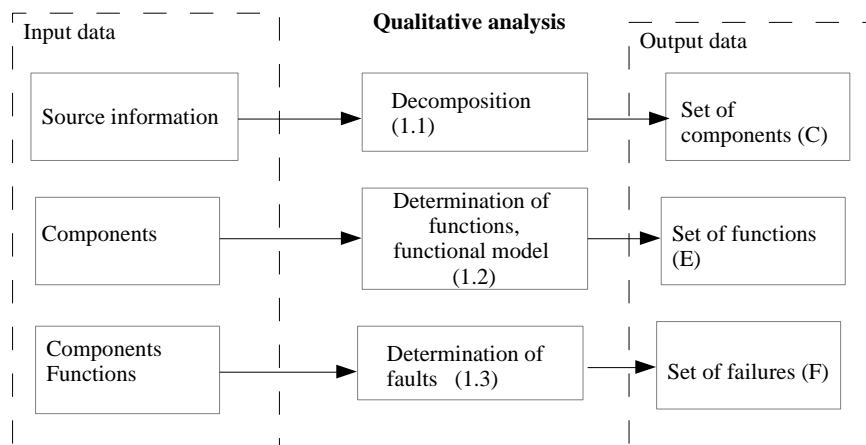 Input data
Qualitative analysis
Output data
Source information
Decomposition
(1.1)
Set of
components (C)
Components
Determination of
functions,
functional model
(1.2)
Set of functions
(E)
Components
Functions
Determination of
faults (1.3)
Set of failures (F)